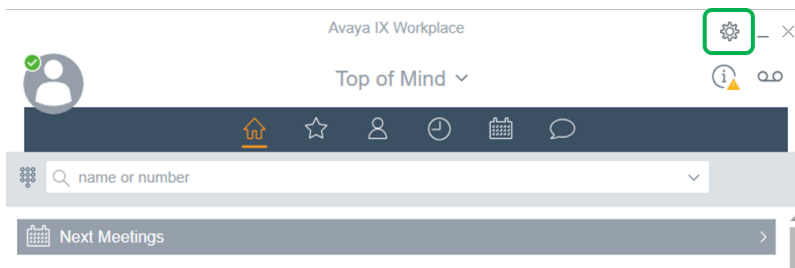 Avaya IX Workplace
Top of Mind
name or number
Next Meetings